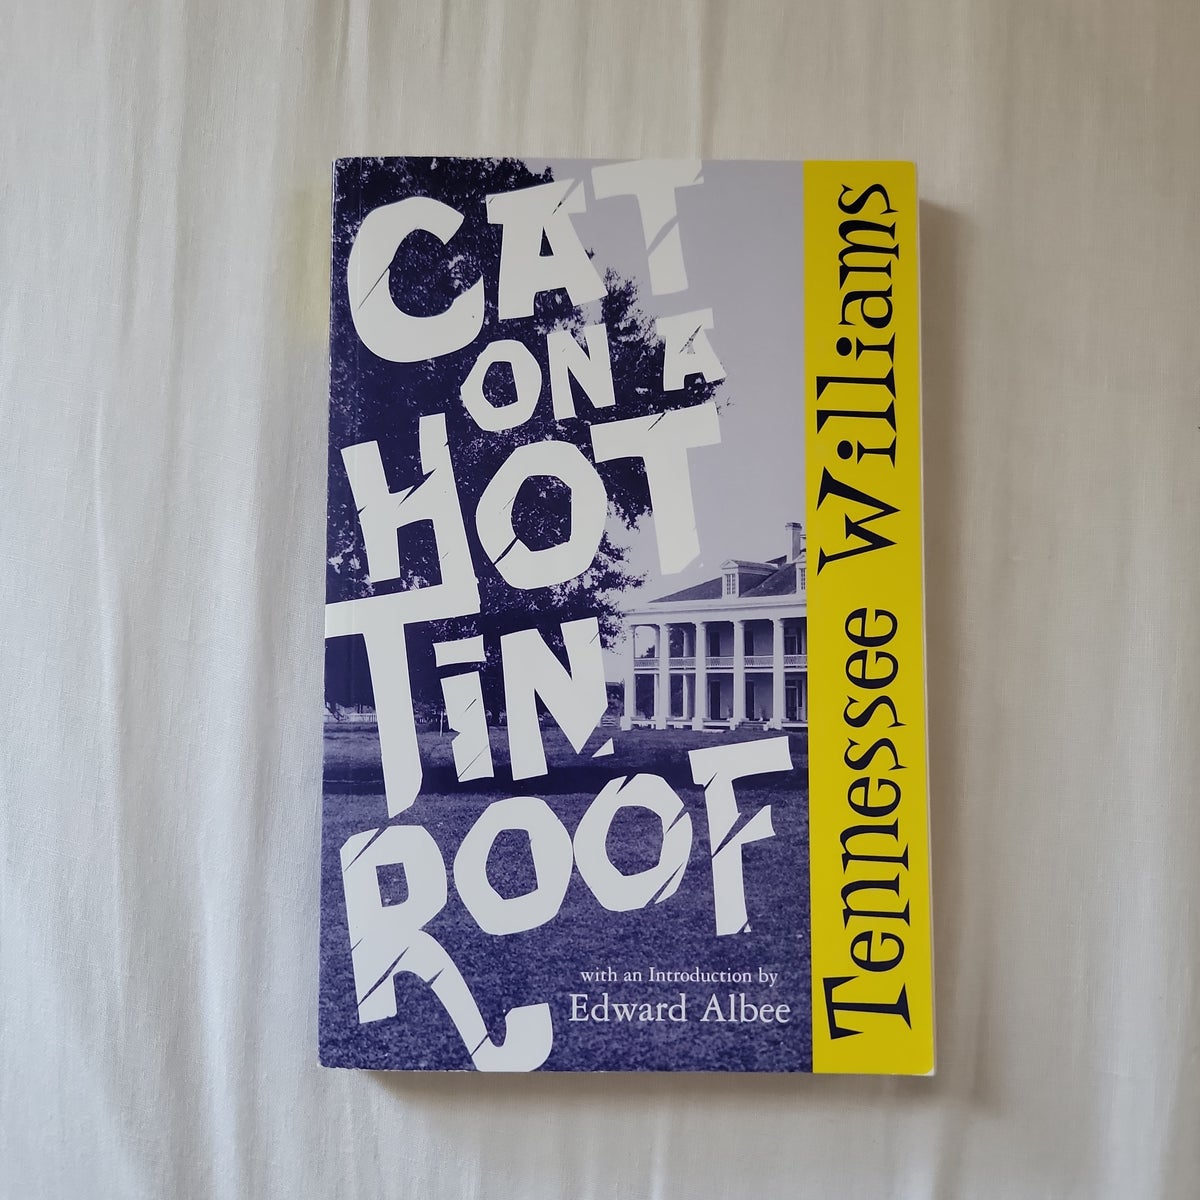 CAT
ON A
HOT
TiN
ROOF
with an Introduction by
Edward Albee
Tennessee Williams